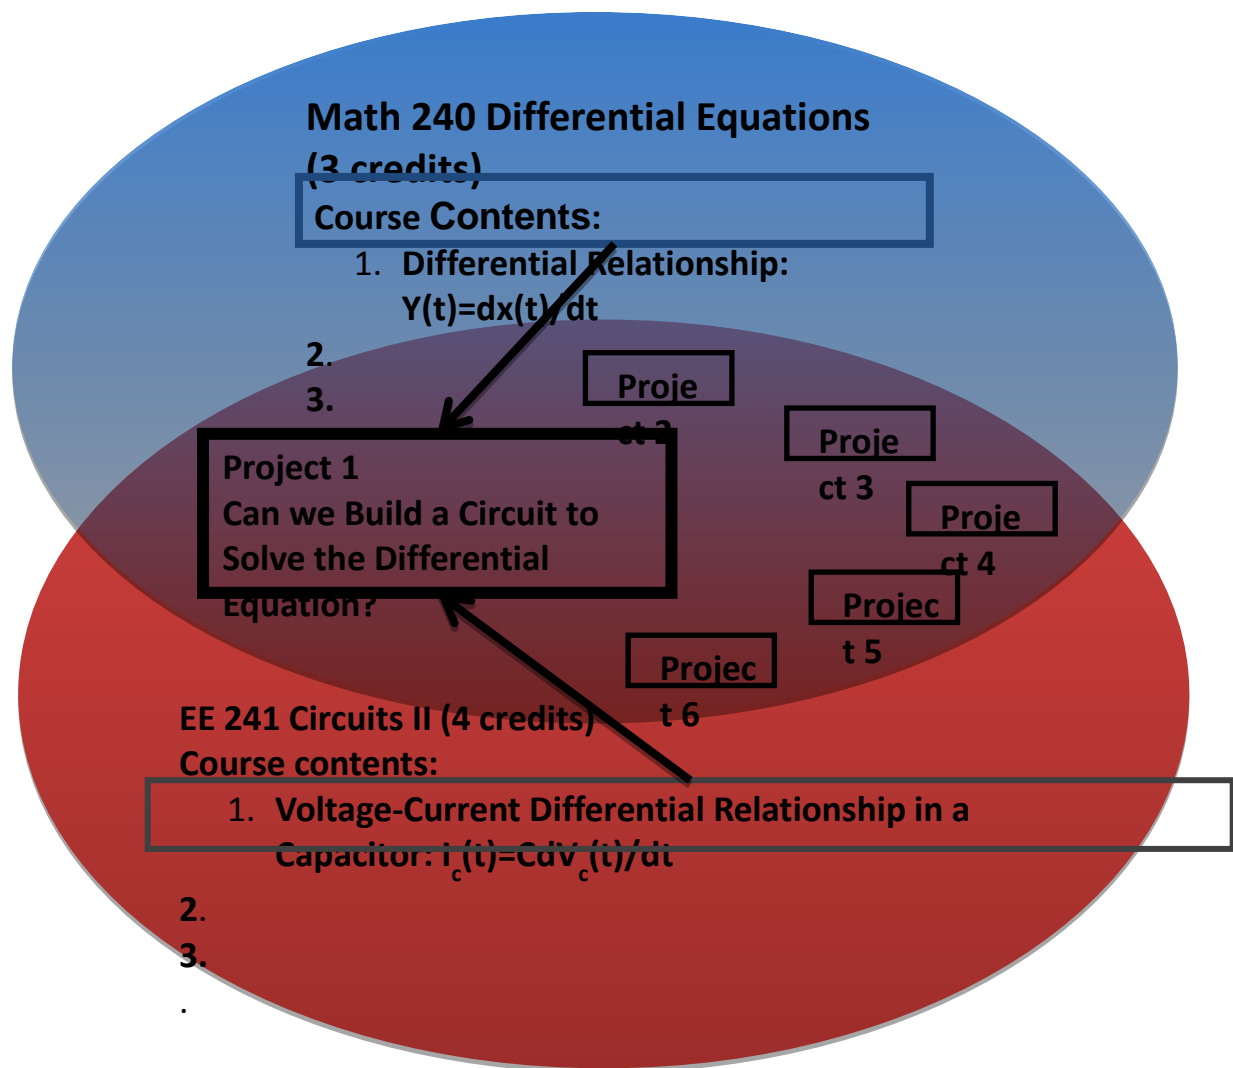 Math 240 Differential Equations
(3 credits)
Course Contents:
1. Differential Relationship:
Y(t)=dx(t)/dt
2.
3.
Project 1
Can we Build a Circuit to
Solve the Differential
Equation?
Proje
ct 2
Proje
ct 3
Proje
ct 4
Projec
t 5
Projec
t 6
EE 241 Circuits II (4 credits)
Course contents:
1. Voltage-Current Differential Relationship in a
Capacitor: I_c(t)=CdV_c(t)/dt
2.
3.
.